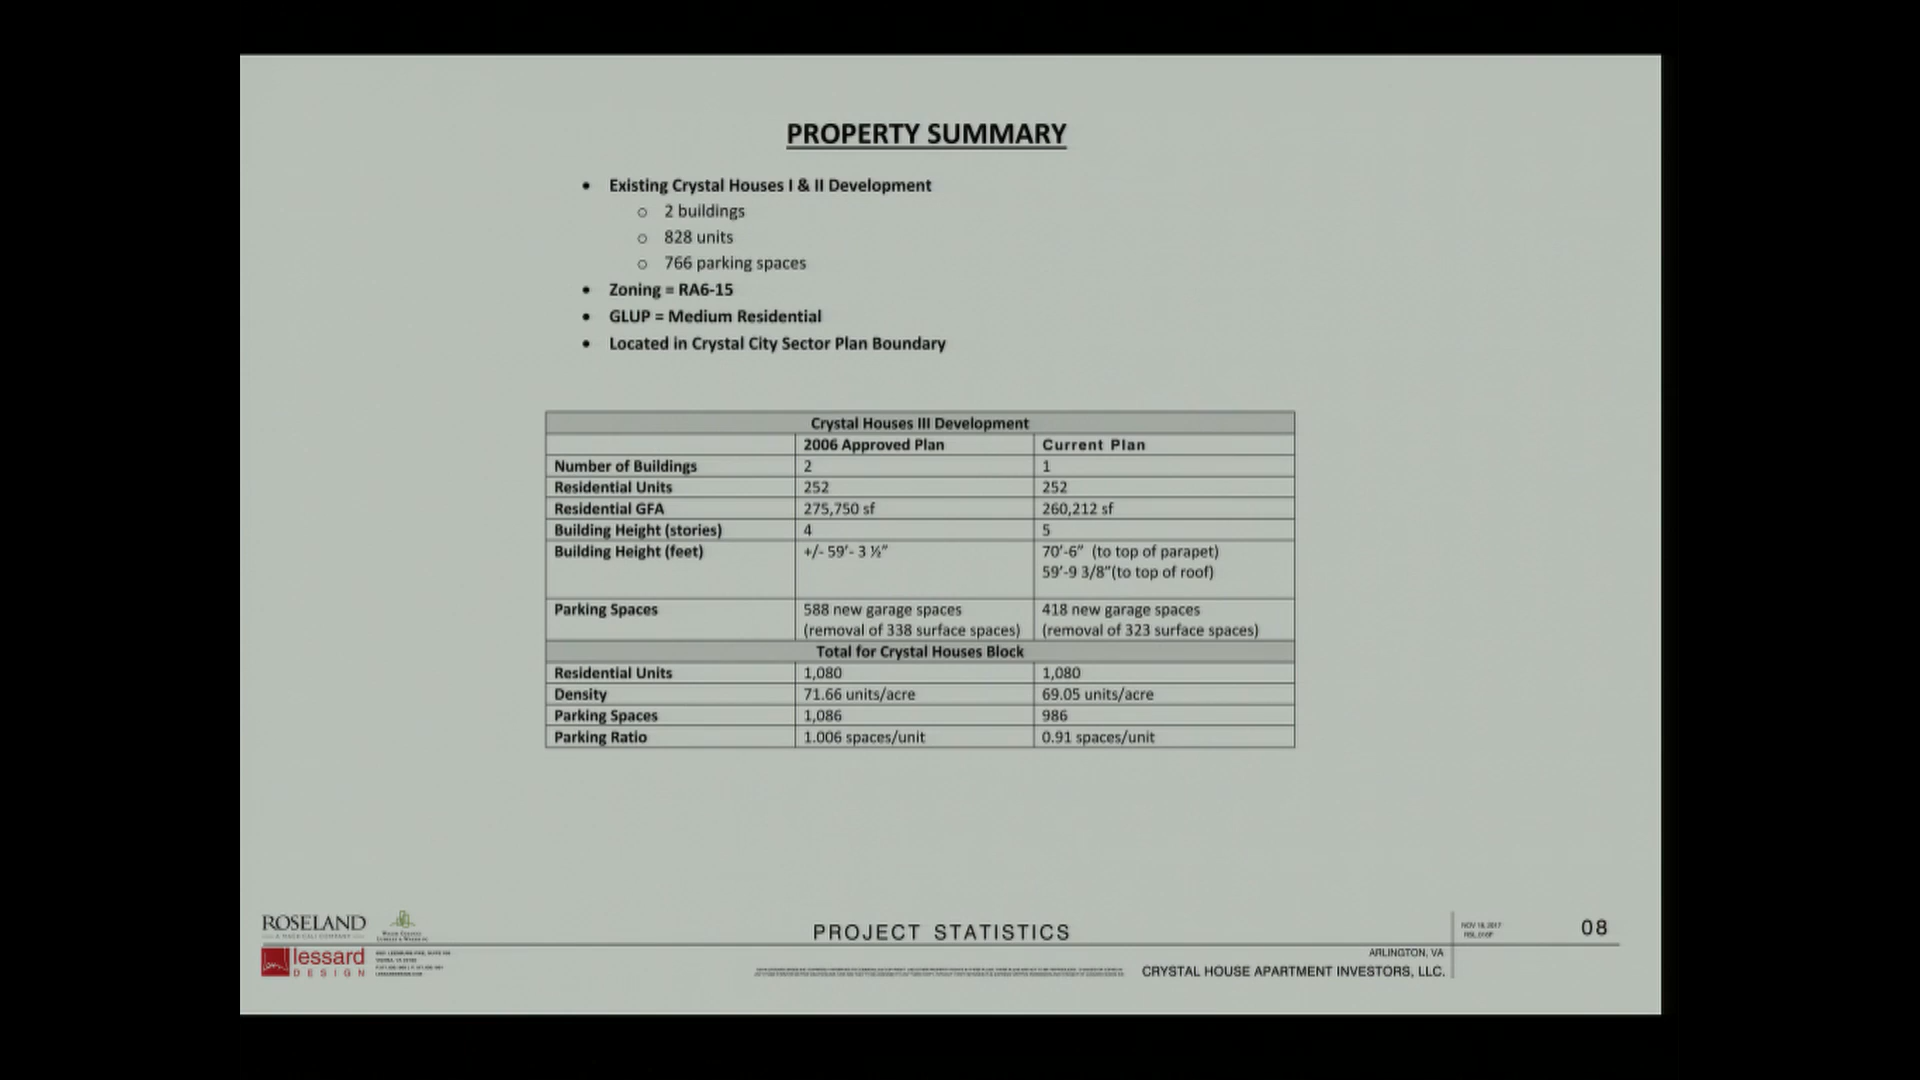 PROPERTY SUMMARY
• Existing Crystal Houses I & II Development
o 2 buildings
o 828 units
o 766 parking spaces
• Zoning = RA6-15
• GLUP = Medium Residential
• Located in Crystal City Sector Plan Boundary
Crystal Houses III Development
2006 Approved Plan Current Plan
Number of Buildings 2 1
Residential Units 252 252
Residential GFA 275,750 sf 260,212 sf
Building Height (stories) 4 5
Building Height (feet) +/- 59’- 3 ½” 70’-6” (to top of parapet)
59’-9 3/8”(to top of roof)
Parking Spaces 588 new garage spaces 418 new garage spaces
(removal of 338 surface spaces) (removal of 323 surface spaces)
Total for Crystal Houses Block
Residential Units 1,080 1,080
Density 71.66 units/acre 69.05 units/acre
Parking Spaces 1,086 986
Parking Ratio 1.006 spaces/unit 0.91 spaces/unit
ROSELAND
A MACK-CALI COMPANY
lessard
DESIGN
PROJECT STATISTICS
NOV 18, 2017
08
ARLINGTON, VA
CRYSTAL HOUSE APARTMENT INVESTORS, LLC.